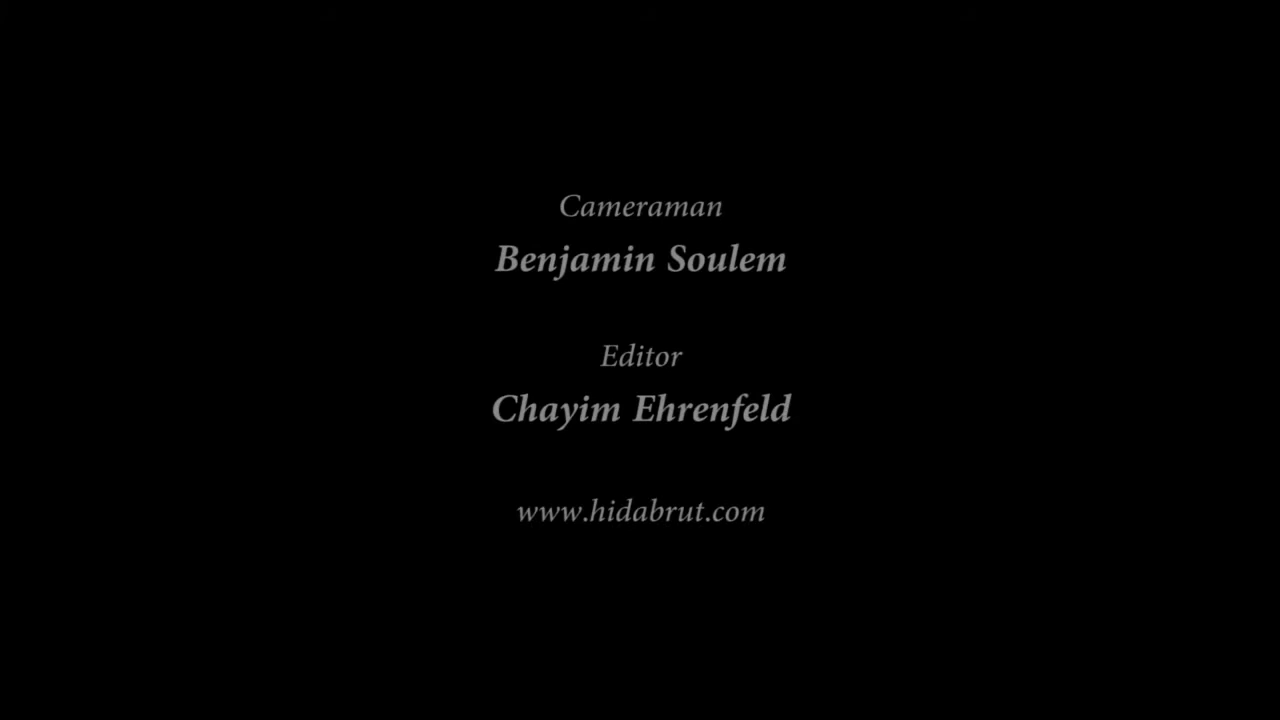 Cameraman
Benjamin Soulem
Editor
Chayim Ehrenfeld
www.hidabrut.com